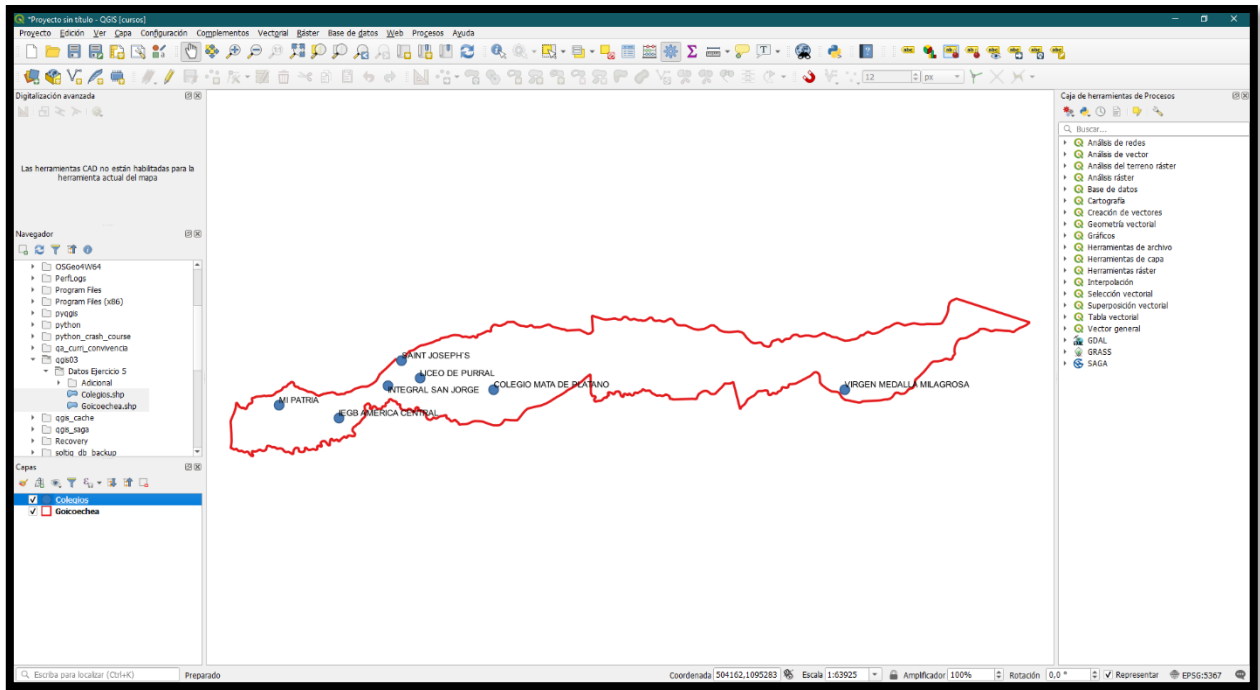 *Proyecto sin título - QGIS [cursos]
Proyecto Edición Ver Capa Configuración Complementos Vectorial Ráster Base de datos Web Procesos Ayuda
12 px
Digitalización avanzada
Las herramientas CAD no están habilitadas para la
herramienta actual del mapa
Navegador
OSGeo4W64
PerfLogs
Program Files
Program Files (x86)
pyqgis
python
python_crash_course
qa_curri_convivencia
qgis03
Datos Ejercicio 5
Adicional
Colegios.shp
Goicoechea.shp
qgis_cache
qgis_saga
Recovery
soltig_db_backup
Capas
Colegios
Goicoechea
SAINT JOSEPH'S
LICEO DE PURRAL
INTEGRAL SAN JORGE
COLEGIO MATA DE PLATANO
VIRGEN MEDALLA MILAGROSA
MI PATRIA
IEGB AMERICA CENTRAL
Caja de herramientas de Procesos
Buscar...
Análisis de redes
Análisis de vector
Análisis del terreno ráster
Análisis ráster
Base de datos
Cartografía
Creación de vectores
Geometría vectorial
Gráficos
Herramientas de archivo
Herramientas de capa
Herramientas ráster
Interpolación
Selección vectorial
Superposición vectorial
Tabla vectorial
Vector general
GDAL
GRASS
SAGA
Escriba para localizar (Ctrl+K) Preparado Coordenada 504162,1095283 Escala 1:63925 Amplificador 100% Rotación 0,0 ° Representar EPSG:5367